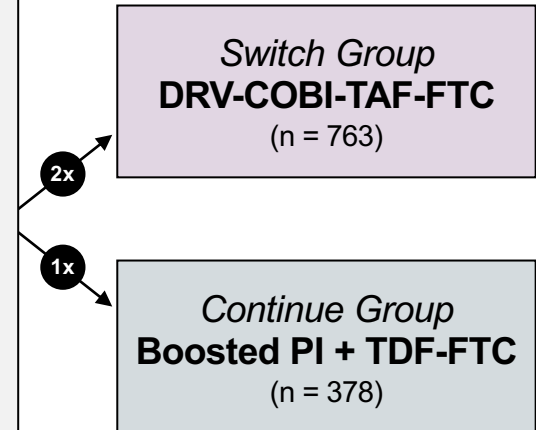 Switch Group
DRV-COBI-TAF-FTC
(n = 763)
2x
1x
Continue Group
Boosted PI + TDF-FTC
(n = 378)